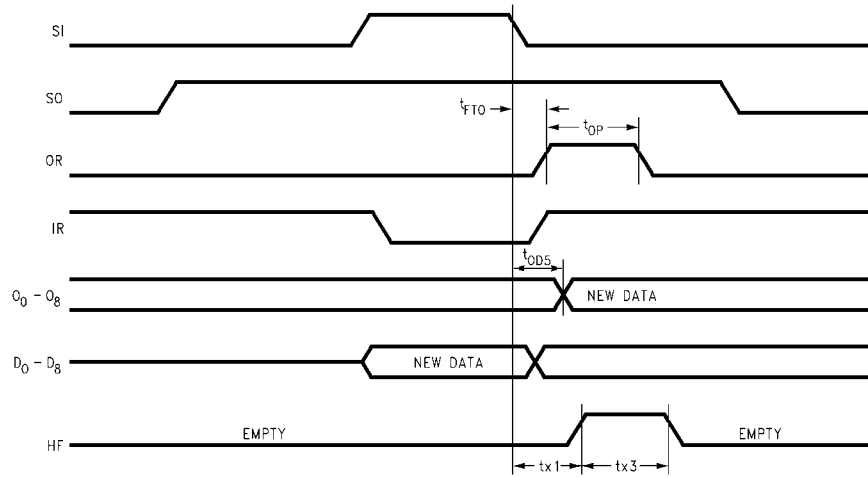 SI
SO
tFTO
tOP
OR
IR
tOD5
O0 – O8
NEW DATA
D0 – D8
NEW DATA
HF
EMPTY
EMPTY
tx1
tx3